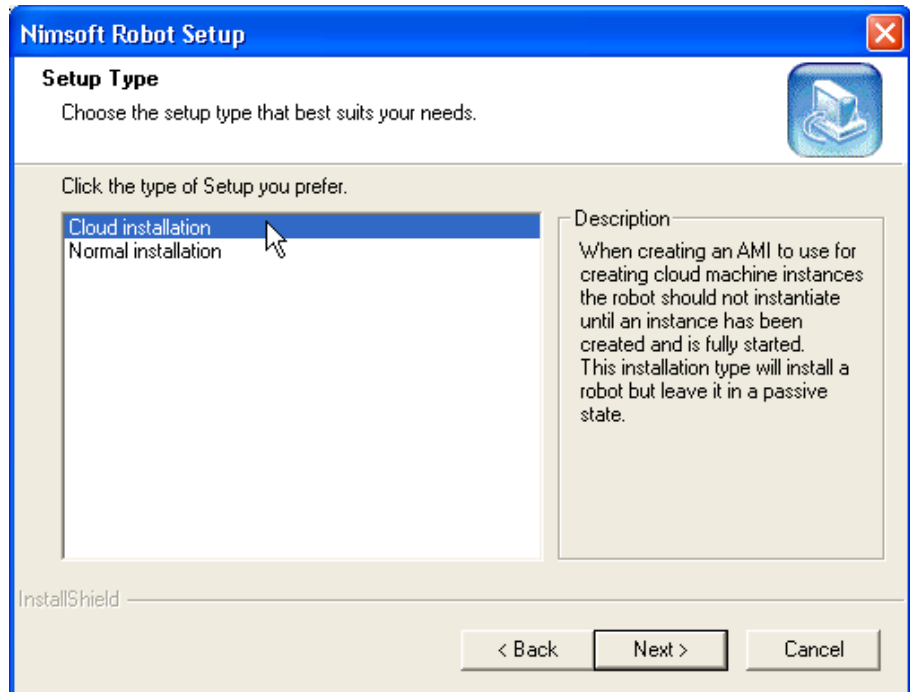 Nimsoft Robot Setup
Setup Type
Choose the setup type that best suits your needs.
Click the type of Setup you prefer.
Cloud installation
Normal installation
Description
When creating an AMI to use for
creating cloud machine instances
the robot should not instantiate
until an instance has been
created and is fully started.
This installation type will install a
robot but leave it in a passive
state.
InstallShield
< Back
Next >
Cancel